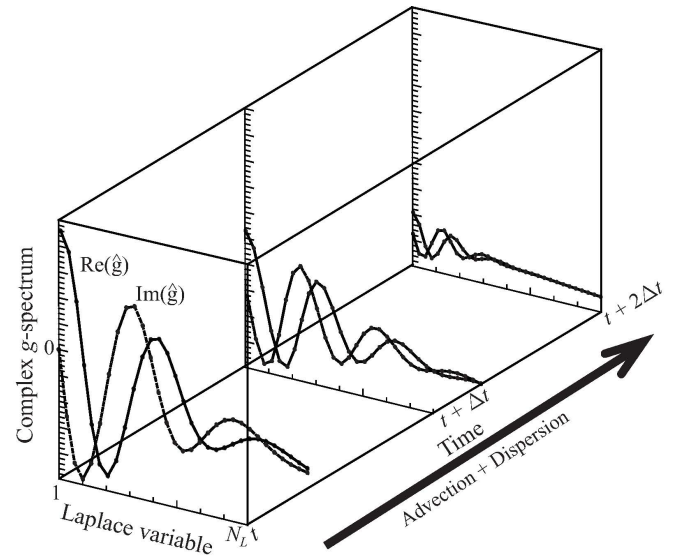 Re(ĝ)
Im(ĝ)
Complex g-spectrum
0
1
Laplace variable
N_L
t
t + Δt
t + 2Δt
Time
Advection + Dispersion